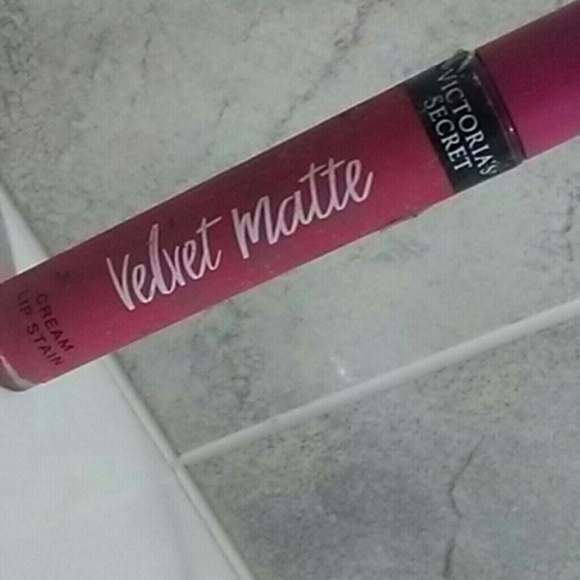 VICTORIA'S
SECRET
Velvet Matte
CREAM
LIP STAIN